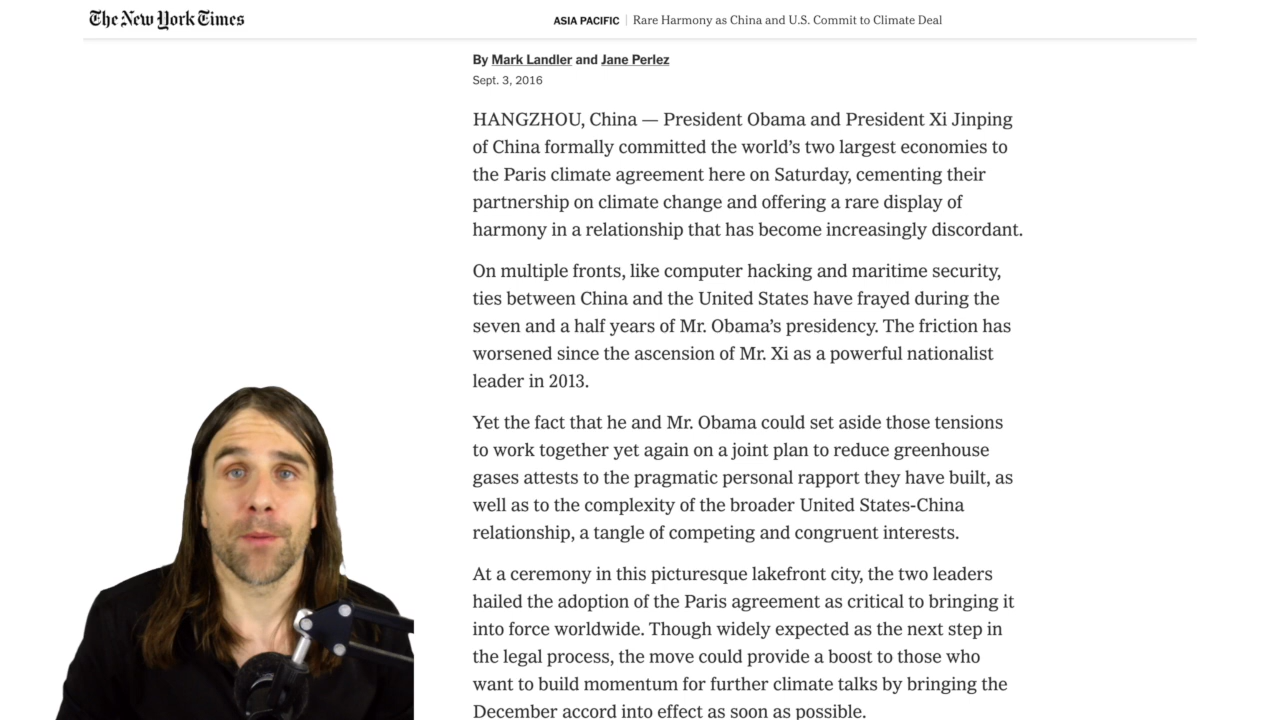 The New York Times
ASIA PACIFIC | Rare Harmony as China and U.S. Commit to Climate Deal
By Mark Landler and Jane Perlez
Sept. 3, 2016
HANGZHOU, China — President Obama and President Xi Jinping
of China formally committed the world’s two largest economies to
the Paris climate agreement here on Saturday, cementing their
partnership on climate change and offering a rare display of
harmony in a relationship that has become increasingly discordant.
On multiple fronts, like computer hacking and maritime security,
ties between China and the United States have frayed during the
seven and a half years of Mr. Obama’s presidency. The friction has
worsened since the ascension of Mr. Xi as a powerful nationalist
leader in 2013.
Yet the fact that he and Mr. Obama could set aside those tensions
to work together yet again on a joint plan to reduce greenhouse
gases attests to the pragmatic personal rapport they have built, as
well as to the complexity of the broader United States-China
relationship, a tangle of competing and congruent interests.
At a ceremony in this picturesque lakefront city, the two leaders
hailed the adoption of the Paris agreement as critical to bringing it
into force worldwide. Though widely expected as the next step in
the legal process, the move could provide a boost to those who
want to build momentum for further climate talks by bringing the
December accord into effect as soon as possible.